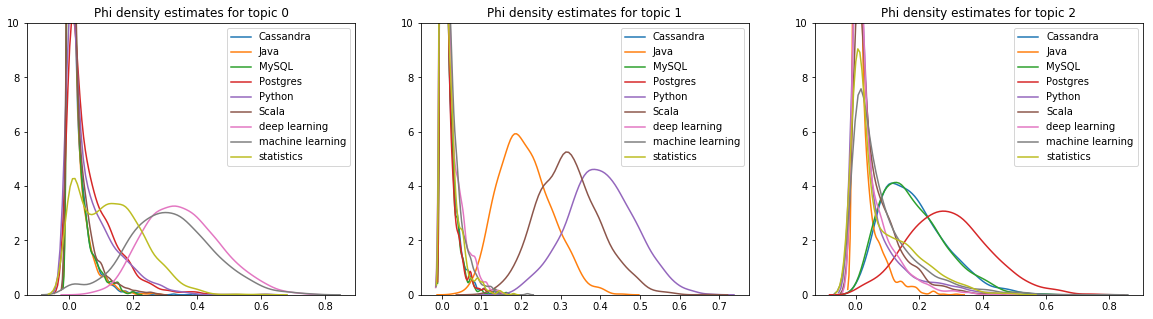 Phi density estimates for topic 0
10
8
6
4
2
0
0.0 0.2 0.4 0.6 0.8
Cassandra
Java
MySQL
Postgres
Python
Scala
deep learning
machine learning
statistics
Phi density estimates for topic 1
10
8
6
4
2
0
0.0 0.1 0.2 0.3 0.4 0.5 0.6 0.7
Cassandra
Java
MySQL
Postgres
Python
Scala
deep learning
machine learning
statistics
Phi density estimates for topic 2
10
8
6
4
2
0
0.0 0.2 0.4 0.6 0.8
Cassandra
Java
MySQL
Postgres
Python
Scala
deep learning
machine learning
statistics